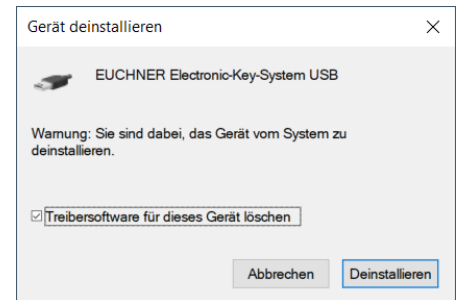 Gerät deinstallieren
EUCHNER Electronic-Key-System USB
Warnung: Sie sind dabei, das Gerät vom System zu
deinstallieren.
Treibersoftware für dieses Gerät löschen
Abbrechen
Deinstallieren